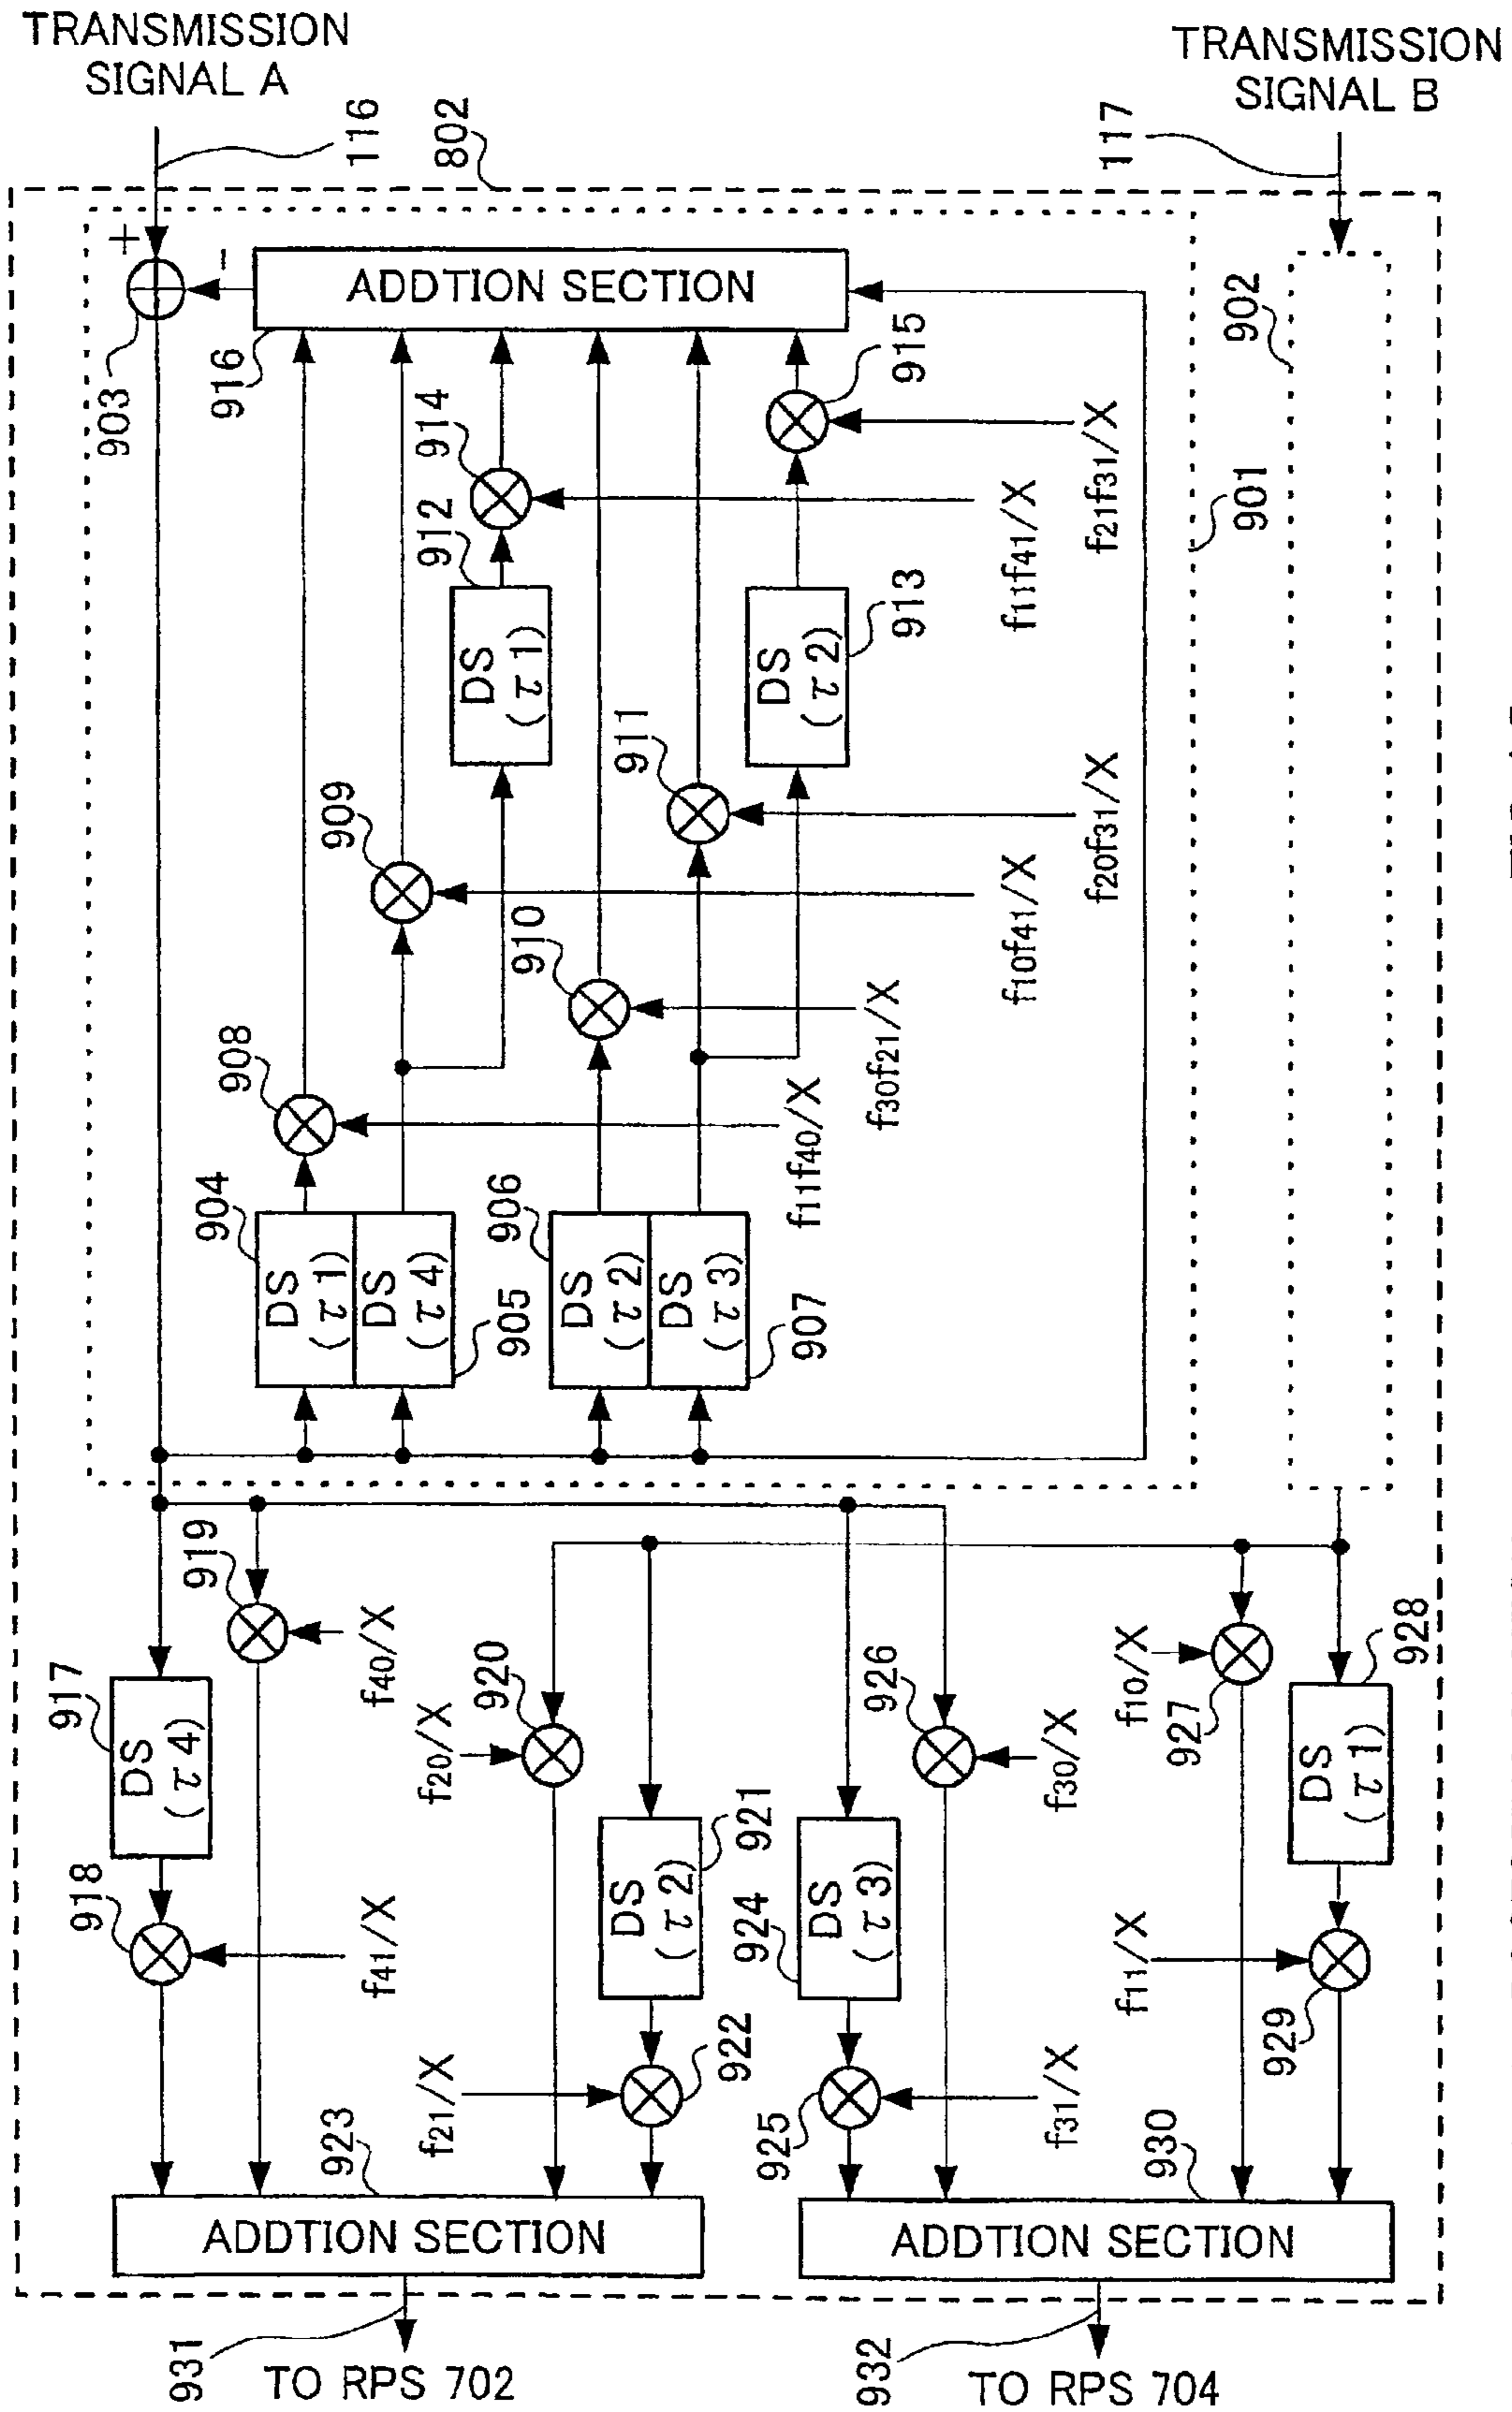 TRANSMISSION
SIGNAL A
TRANSMISSION
SIGNAL B
116
802
117
+
−
903
ADDTION SECTION
916
902
915
914
f21f31/X
912
f11f41/X
901
DS
(τ1)
913
DS
(τ2)
911
909
f20f31/X
910
f10f41/X
908
f30f21/X
904
906
f11f40/X
DS
(τ1)
DS
(τ4)
DS
(τ2)
DS
(τ3)
905
907
919
917
DS
(τ4)
f40/X
920
f20/X
926
f10/X
927
928
f30/X
DS
(τ1)
921
DS
(τ2)
924
DS
(τ3)
918
f41/X
f11/X
929
922
f21/X
925
f31/X
923
930
ADDTION SECTION
ADDTION SECTION
931
TO RPS 702
932
TO RPS 704